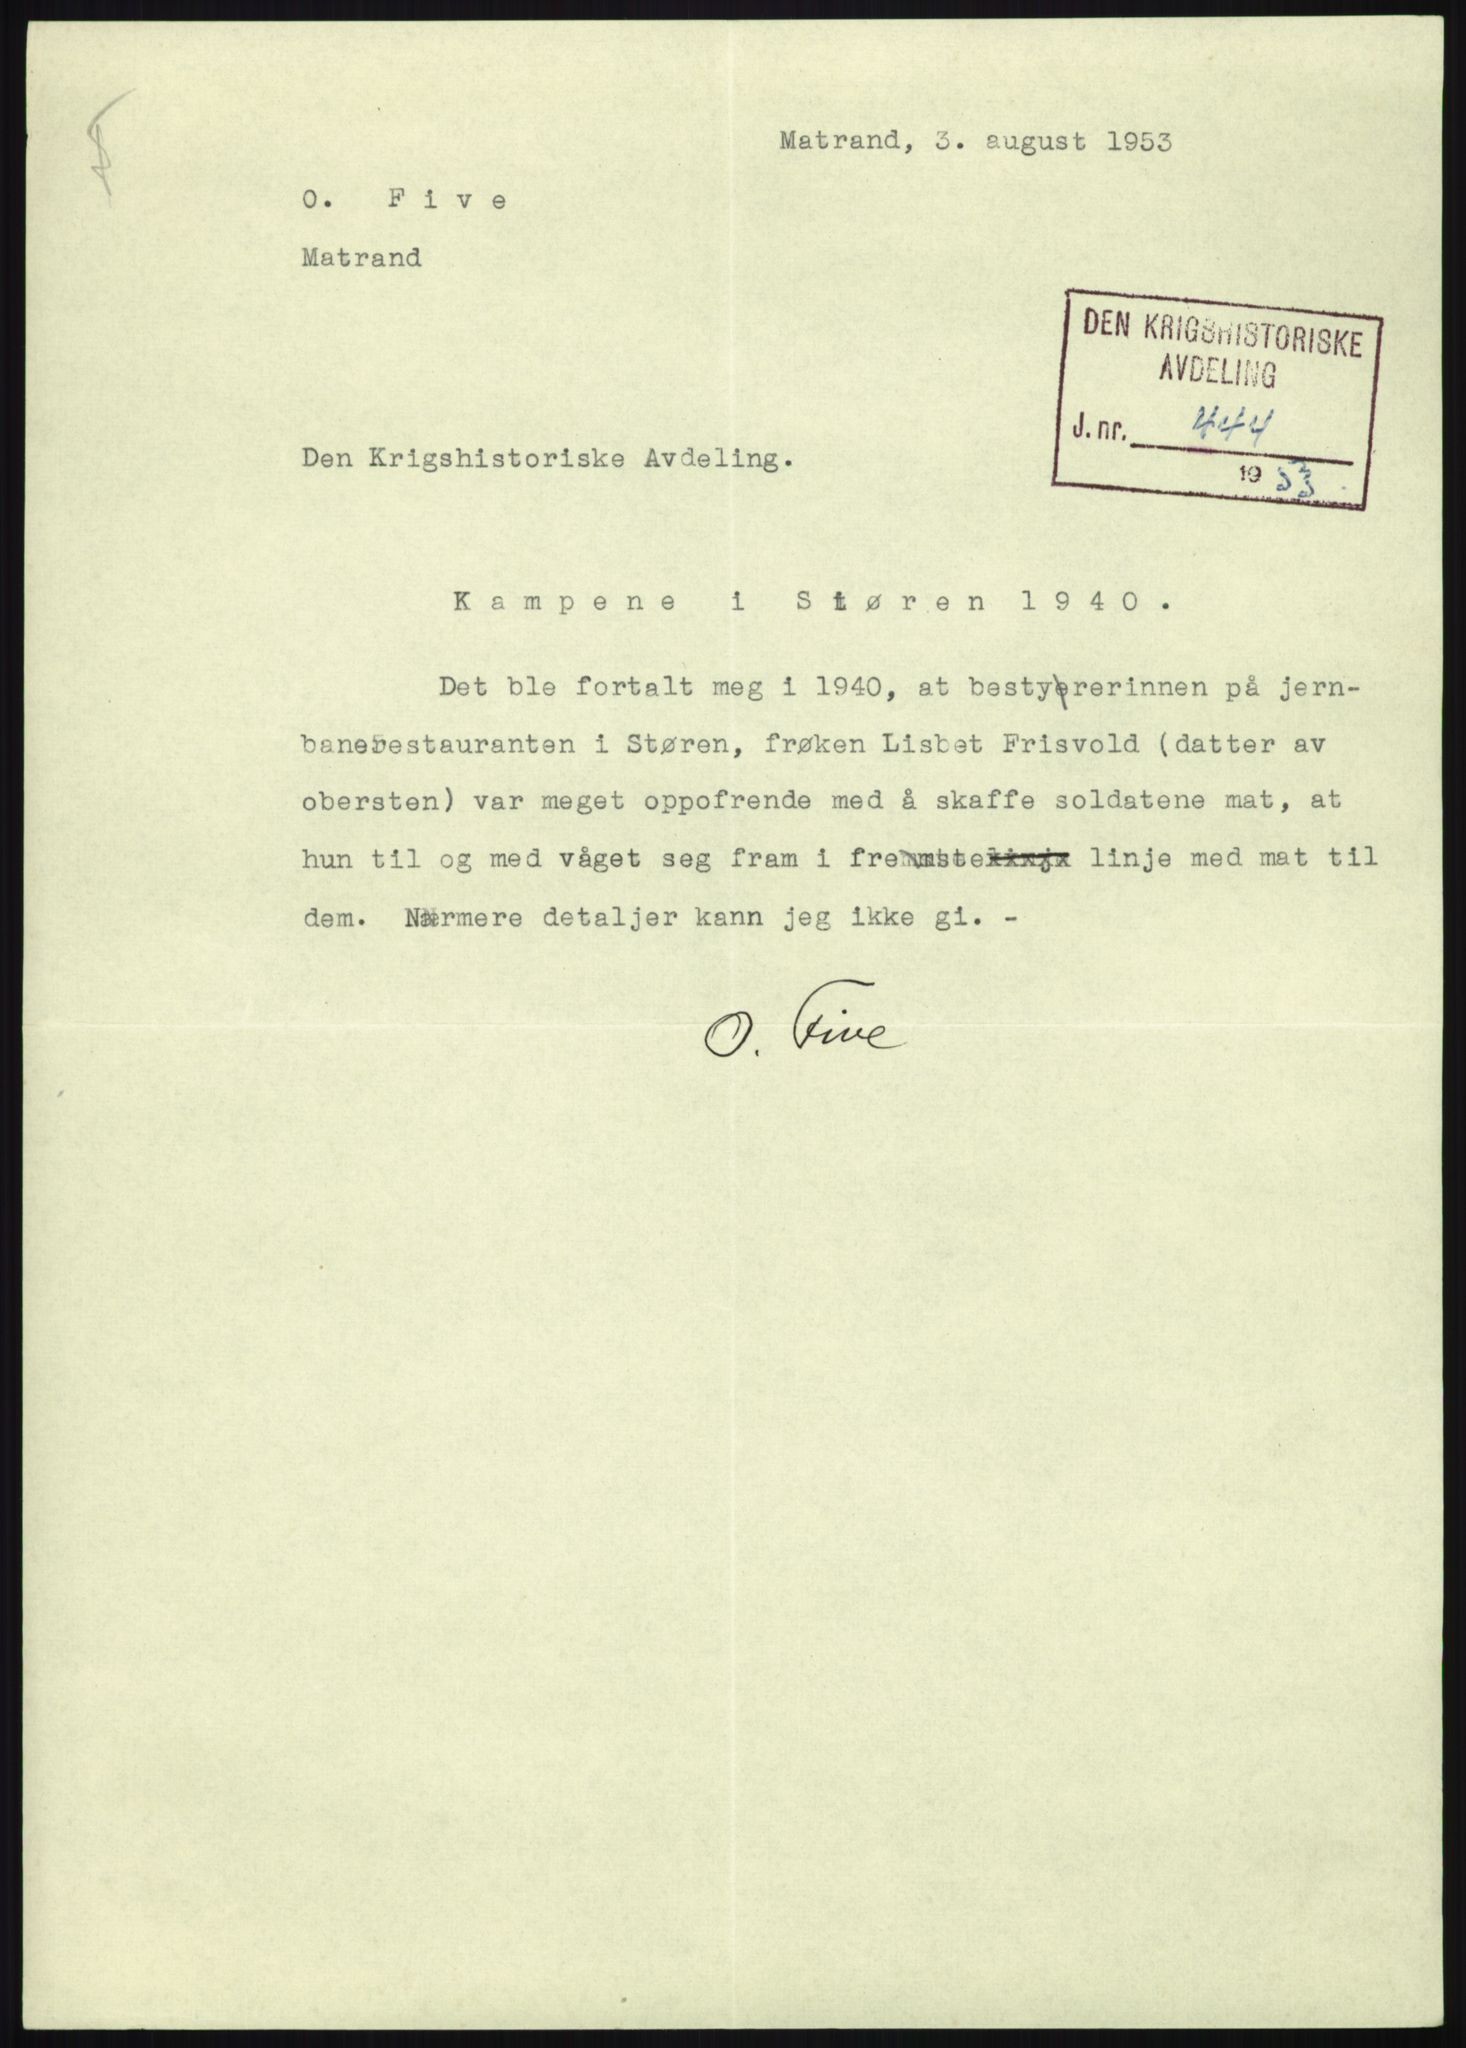 Matrand, 3. august 1953
O. Five
Matrand
DEN KRIGSHISTORISKE
AVDELING
J. nr. 444
1953
Den Krigshistoriske Avdeling.
Kampene i Støren 1940.
Det ble fortalt meg i 1940, at bestyrerinnen på jern-
banerestauranten i Støren, frøken Lisbet Frisvold (datter av
obersten) var meget oppofrende med å skaffe soldatene mat, at
hun til og med våget seg fram i fremste linje med mat til
dem. Nærmere detaljer kann jeg ikke gi. -
O. Five